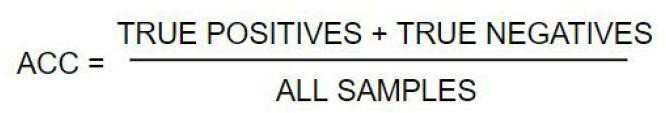 TRUE POSITIVES + TRUE NEGATIVES
ACC =
ALL SAMPLES